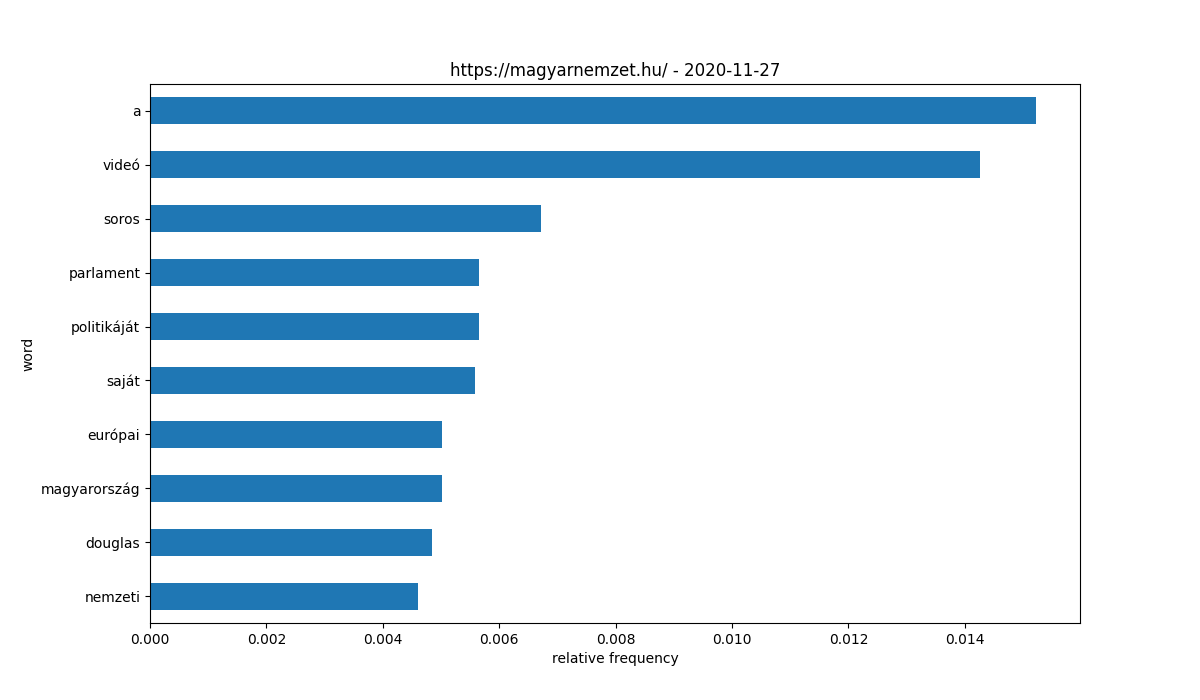 https://magyarnemzet.hu/ - 2020-11-27
a
videó
soros
parlament
politikáját
saját
európai
magyarország
douglas
nemzeti
word
0.000 0.002 0.004 0.006 0.008 0.010 0.012 0.014
relative frequency